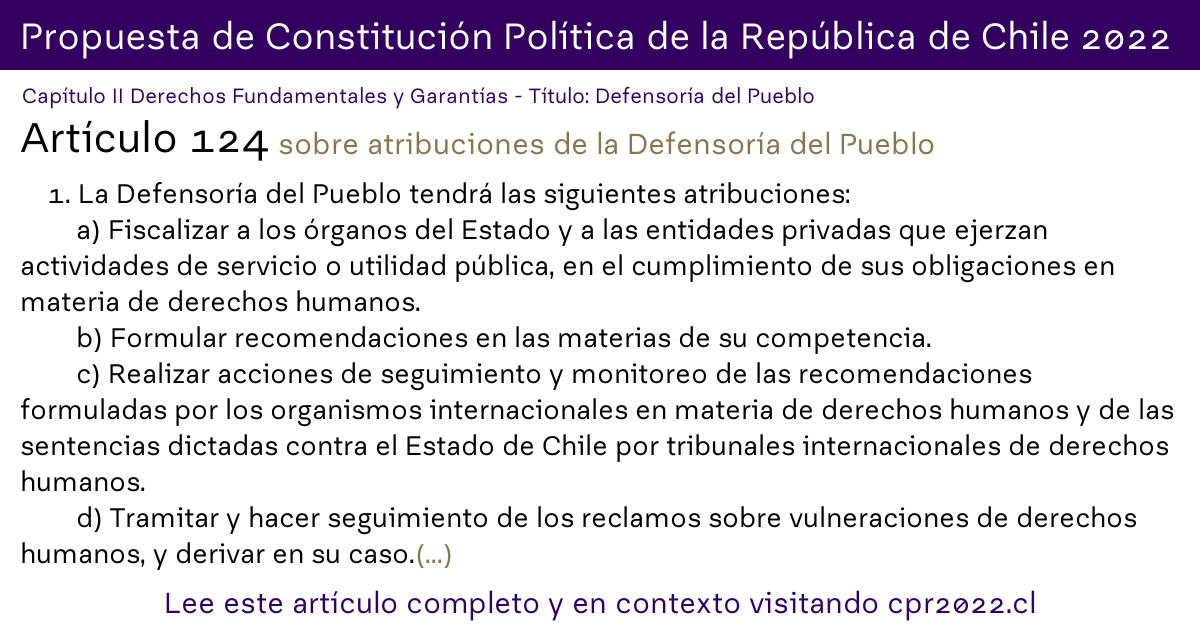 Propuesta de Constitución Política de la República de Chile 2022
Capítulo II Derechos Fundamentales y Garantías - Título: Defensoría del Pueblo
Artículo 124 sobre atribuciones de la Defensoría del Pueblo
1. La Defensoría del Pueblo tendrá las siguientes atribuciones:
a) Fiscalizar a los órganos del Estado y a las entidades privadas que ejerzan
actividades de servicio o utilidad pública, en el cumplimiento de sus obligaciones en
materia de derechos humanos.
b) Formular recomendaciones en las materias de su competencia.
c) Realizar acciones de seguimiento y monitoreo de las recomendaciones
formuladas por los organismos internacionales en materia de derechos humanos y de las
sentencias dictadas contra el Estado de Chile por tribunales internacionales de derechos
humanos.
d) Tramitar y hacer seguimiento de los reclamos sobre vulneraciones de derechos
humanos, y derivar en su caso.(...)
Lee este artículo completo y en contexto visitando cpr2022.cl